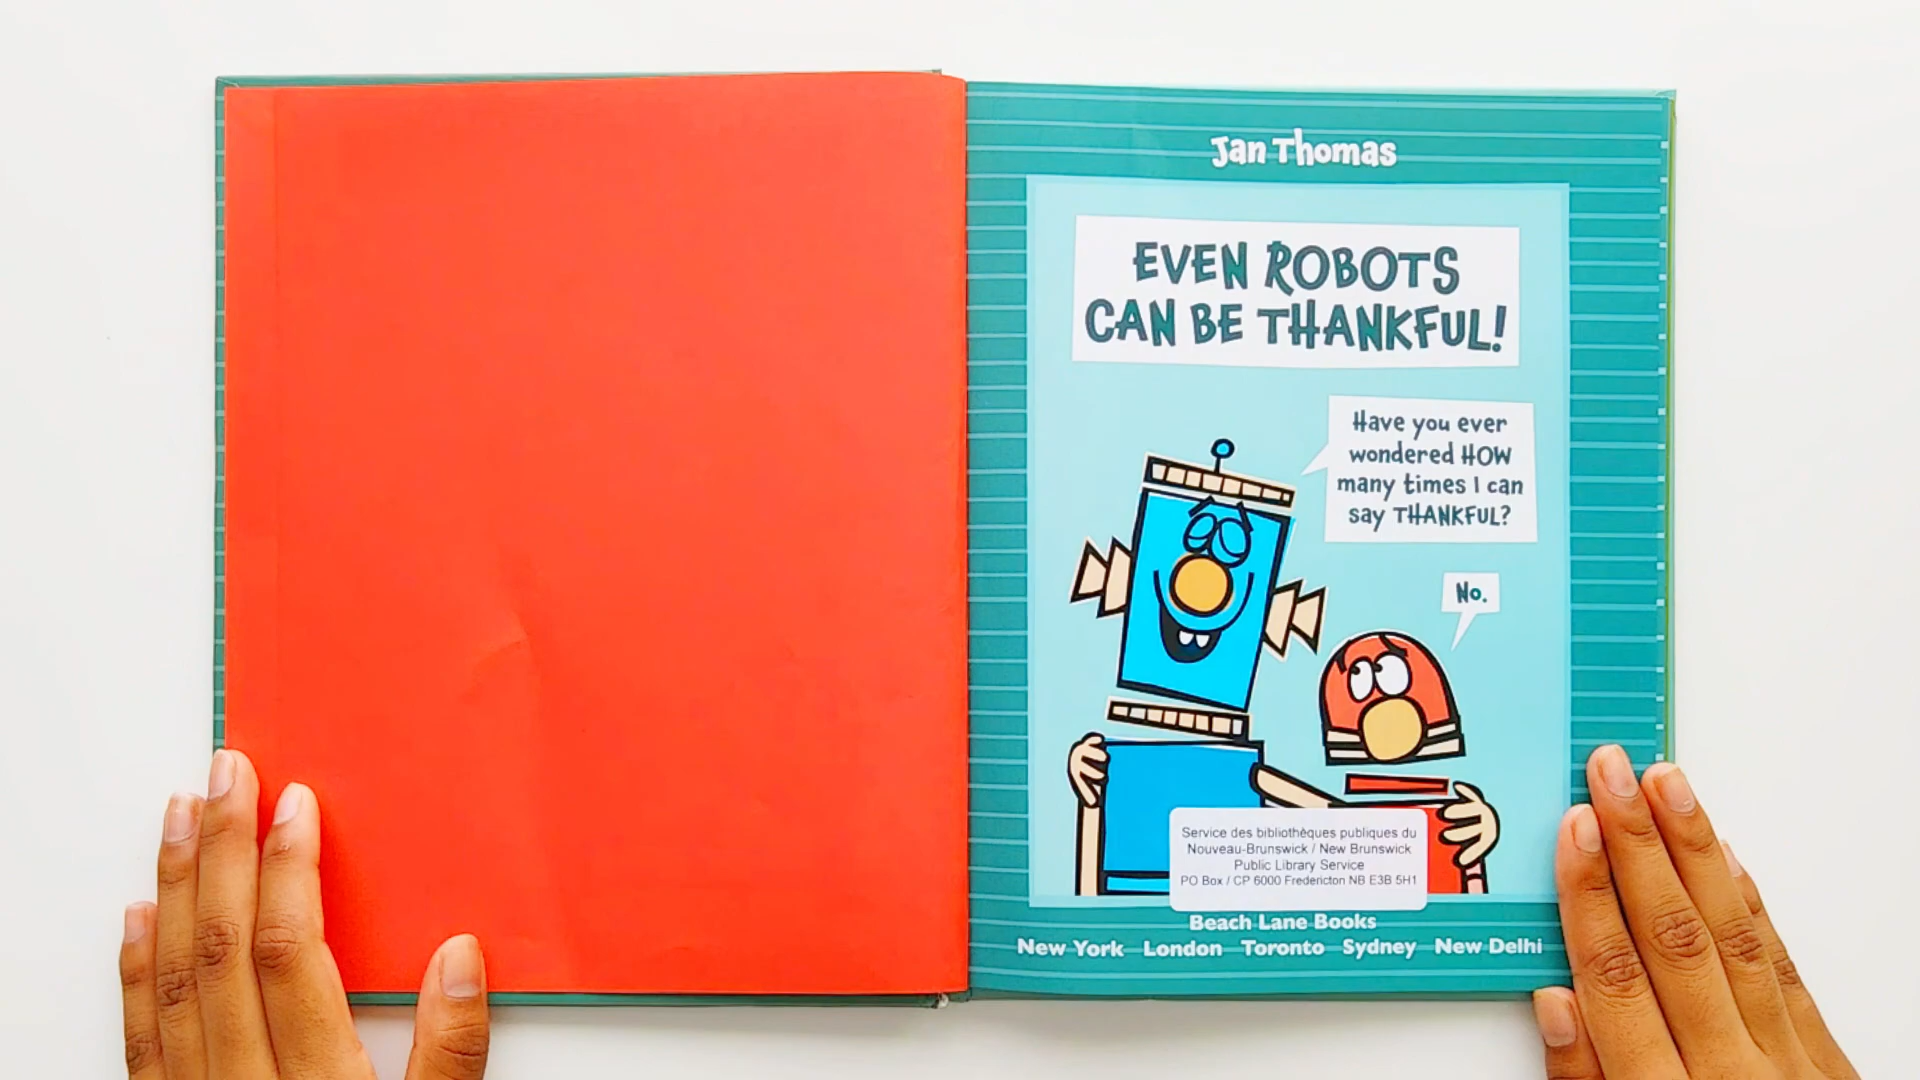 Jan Thomas
EVEN ROBOTS
CAN BE THANKFUL!
Have you ever
wondered HOW
many times I can
say THANKFUL?
No.
Service des bibliothèques publiques du
Nouveau-Brunswick / New Brunswick
Public Library Service
PO Box / CP 6000 Fredericton NB E3B 5H1
Beach Lane Books
New York London Toronto Sydney New Delhi